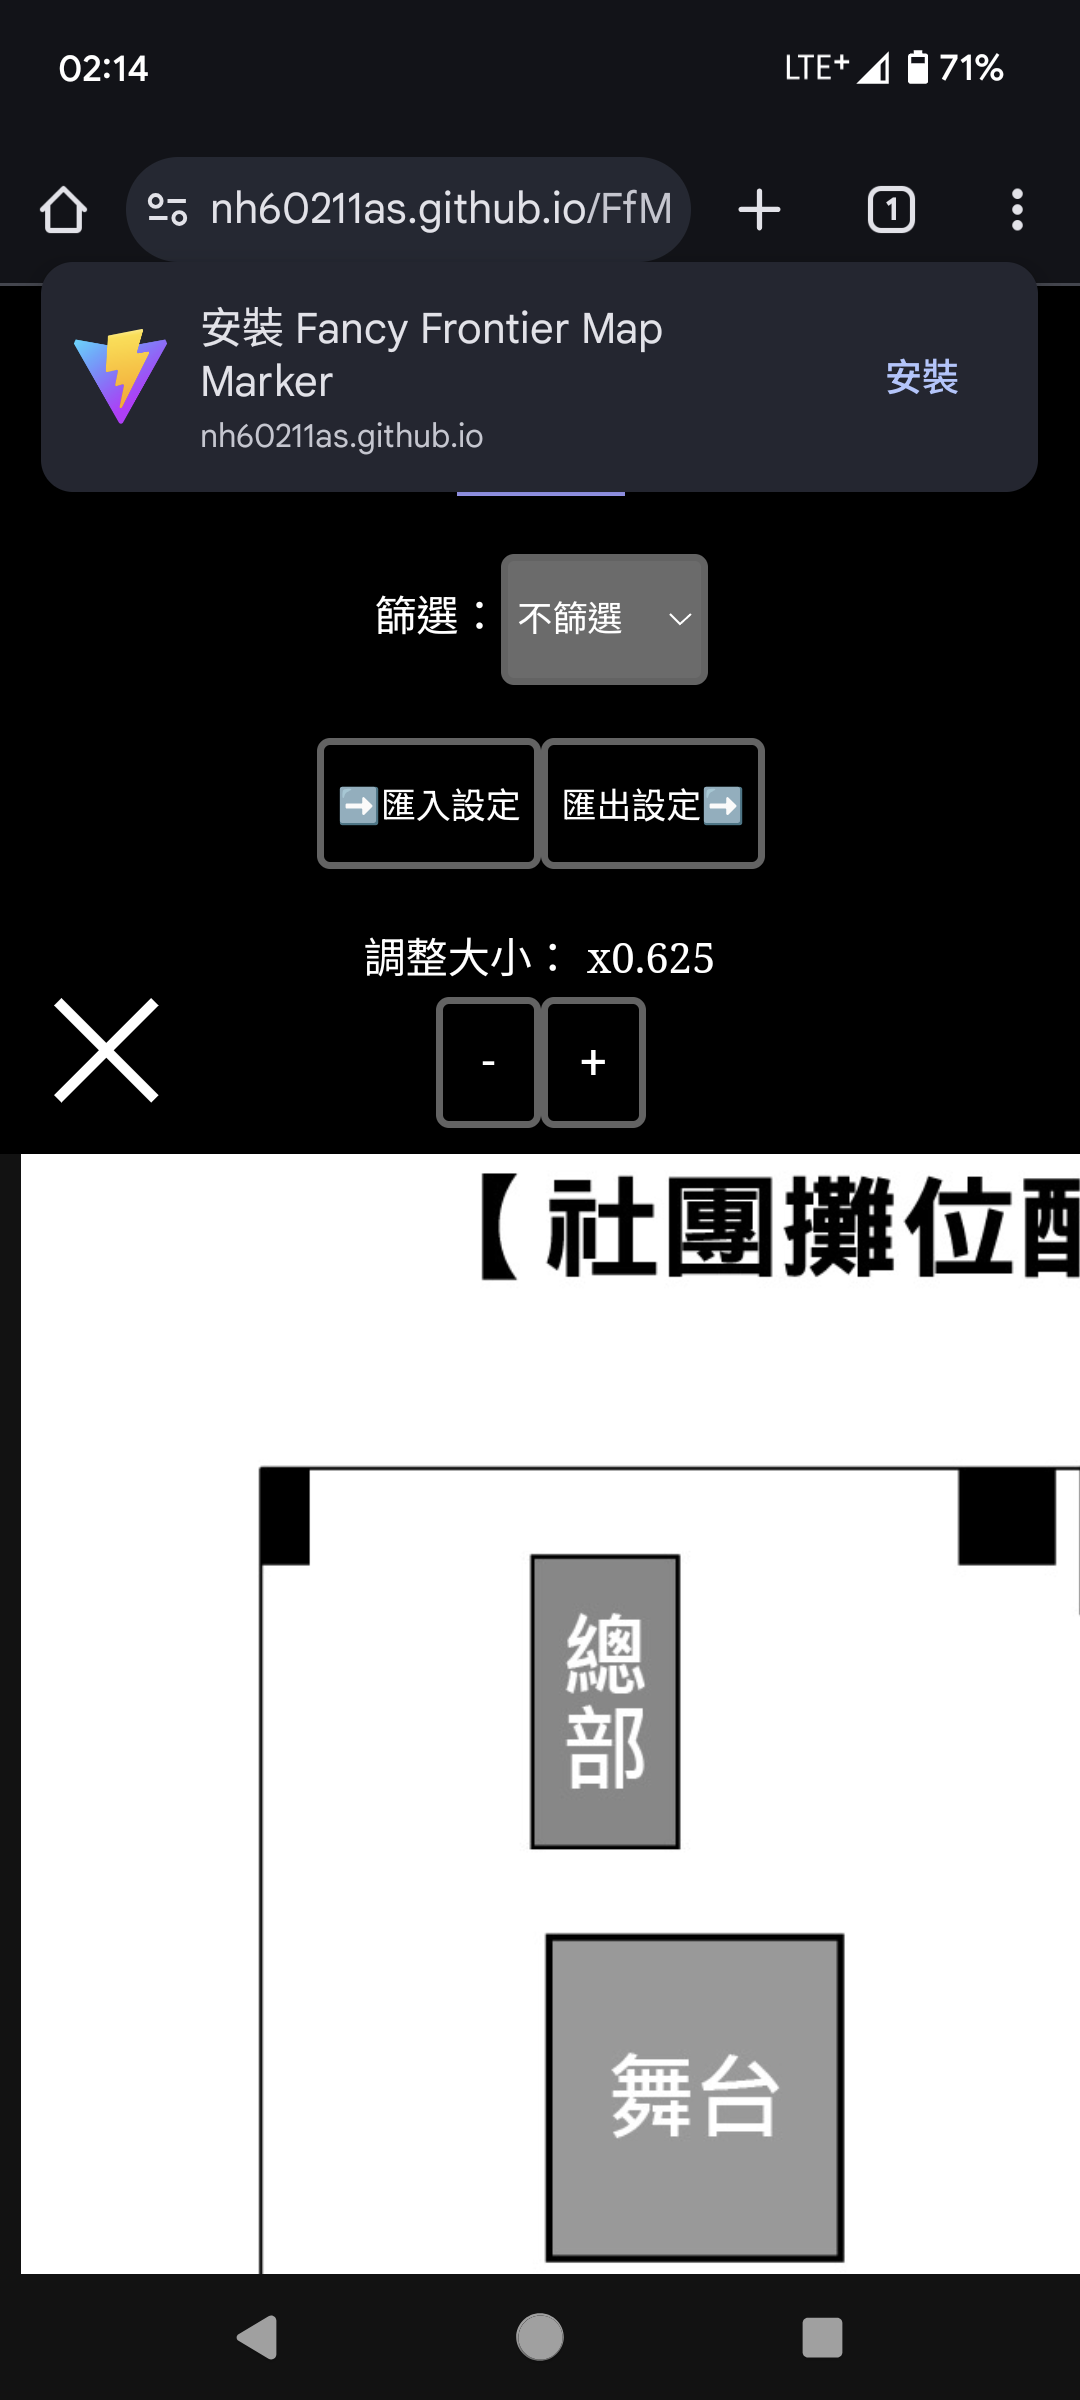 02:14
LTE+
71%
nh60211as.github.io/FfM
1
安裝 Fancy Frontier Map
Marker
nh60211as.github.io
安裝
篩選：
不篩選
➡️匯入設定
匯出設定➡️
調整大小： x0.625
-
+
【社團攤位配
總
部
舞台